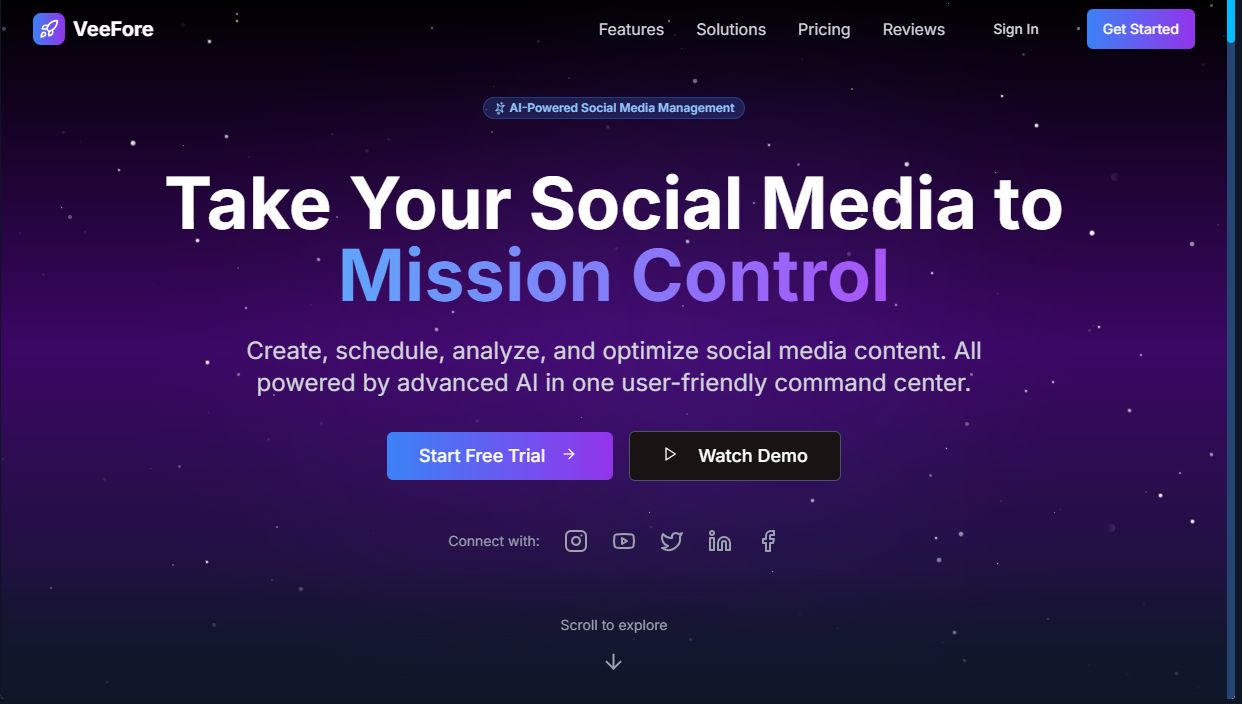 VeeFore
Features Solutions Pricing Reviews Sign In Get Started
AI-Powered Social Media Management
Take Your Social Media to
Mission Control
Create, schedule, analyze, and optimize social media content. All
powered by advanced AI in one user-friendly command center.
Start Free Trial
Watch Demo
Connect with:
Scroll to explore